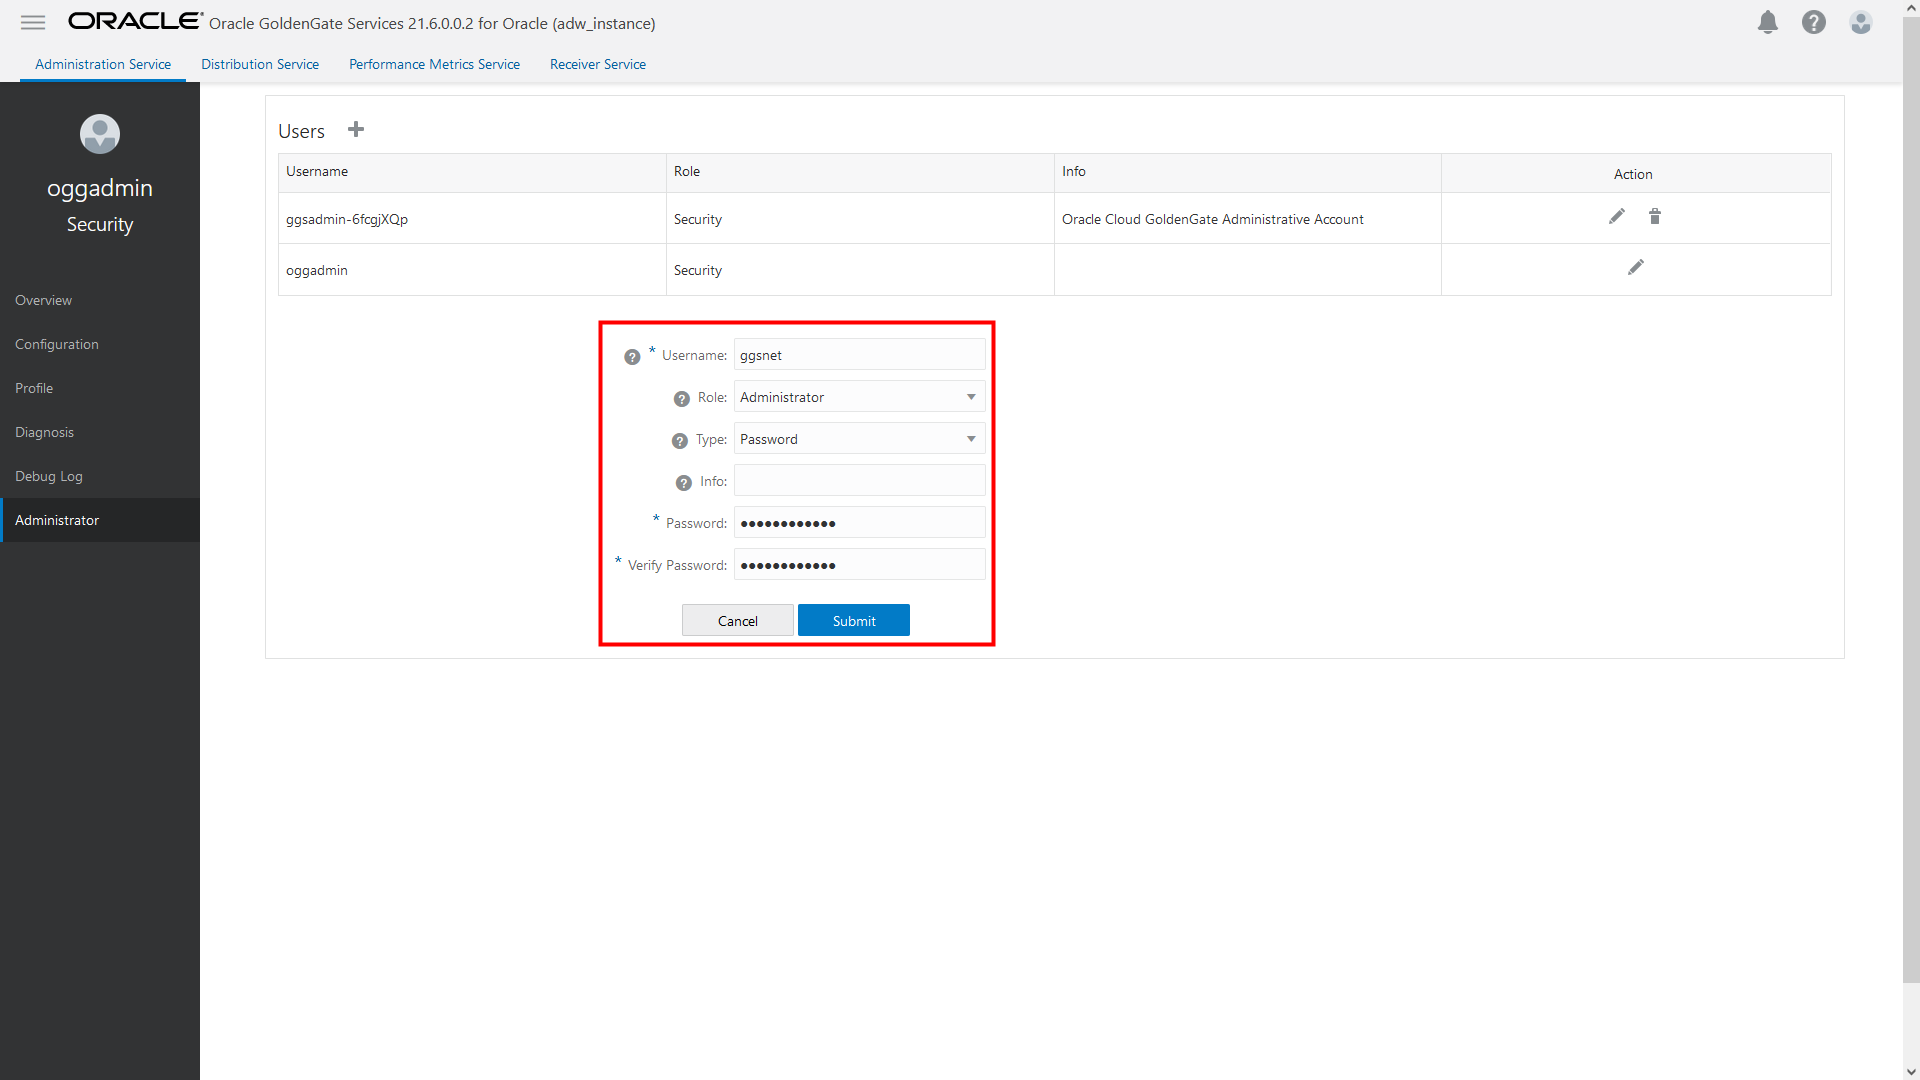 ORACLE® Oracle GoldenGate Services 21.6.0.0.2 for Oracle (adw_instance)
Administration Service Distribution Service Performance Metrics Service Receiver Service
oggadmin
Security
Overview
Configuration
Profile
Diagnosis
Debug Log
Administrator
Users
Username Role Info Action
ggsadmin-6fcgjXQp Security Oracle Cloud GoldenGate Administrative Account
oggadmin Security
* Username: ggsnet
Role: Administrator
Type: Password
Info:
* Password: ••••••••••••
* Verify Password: ••••••••••••
Cancel Submit